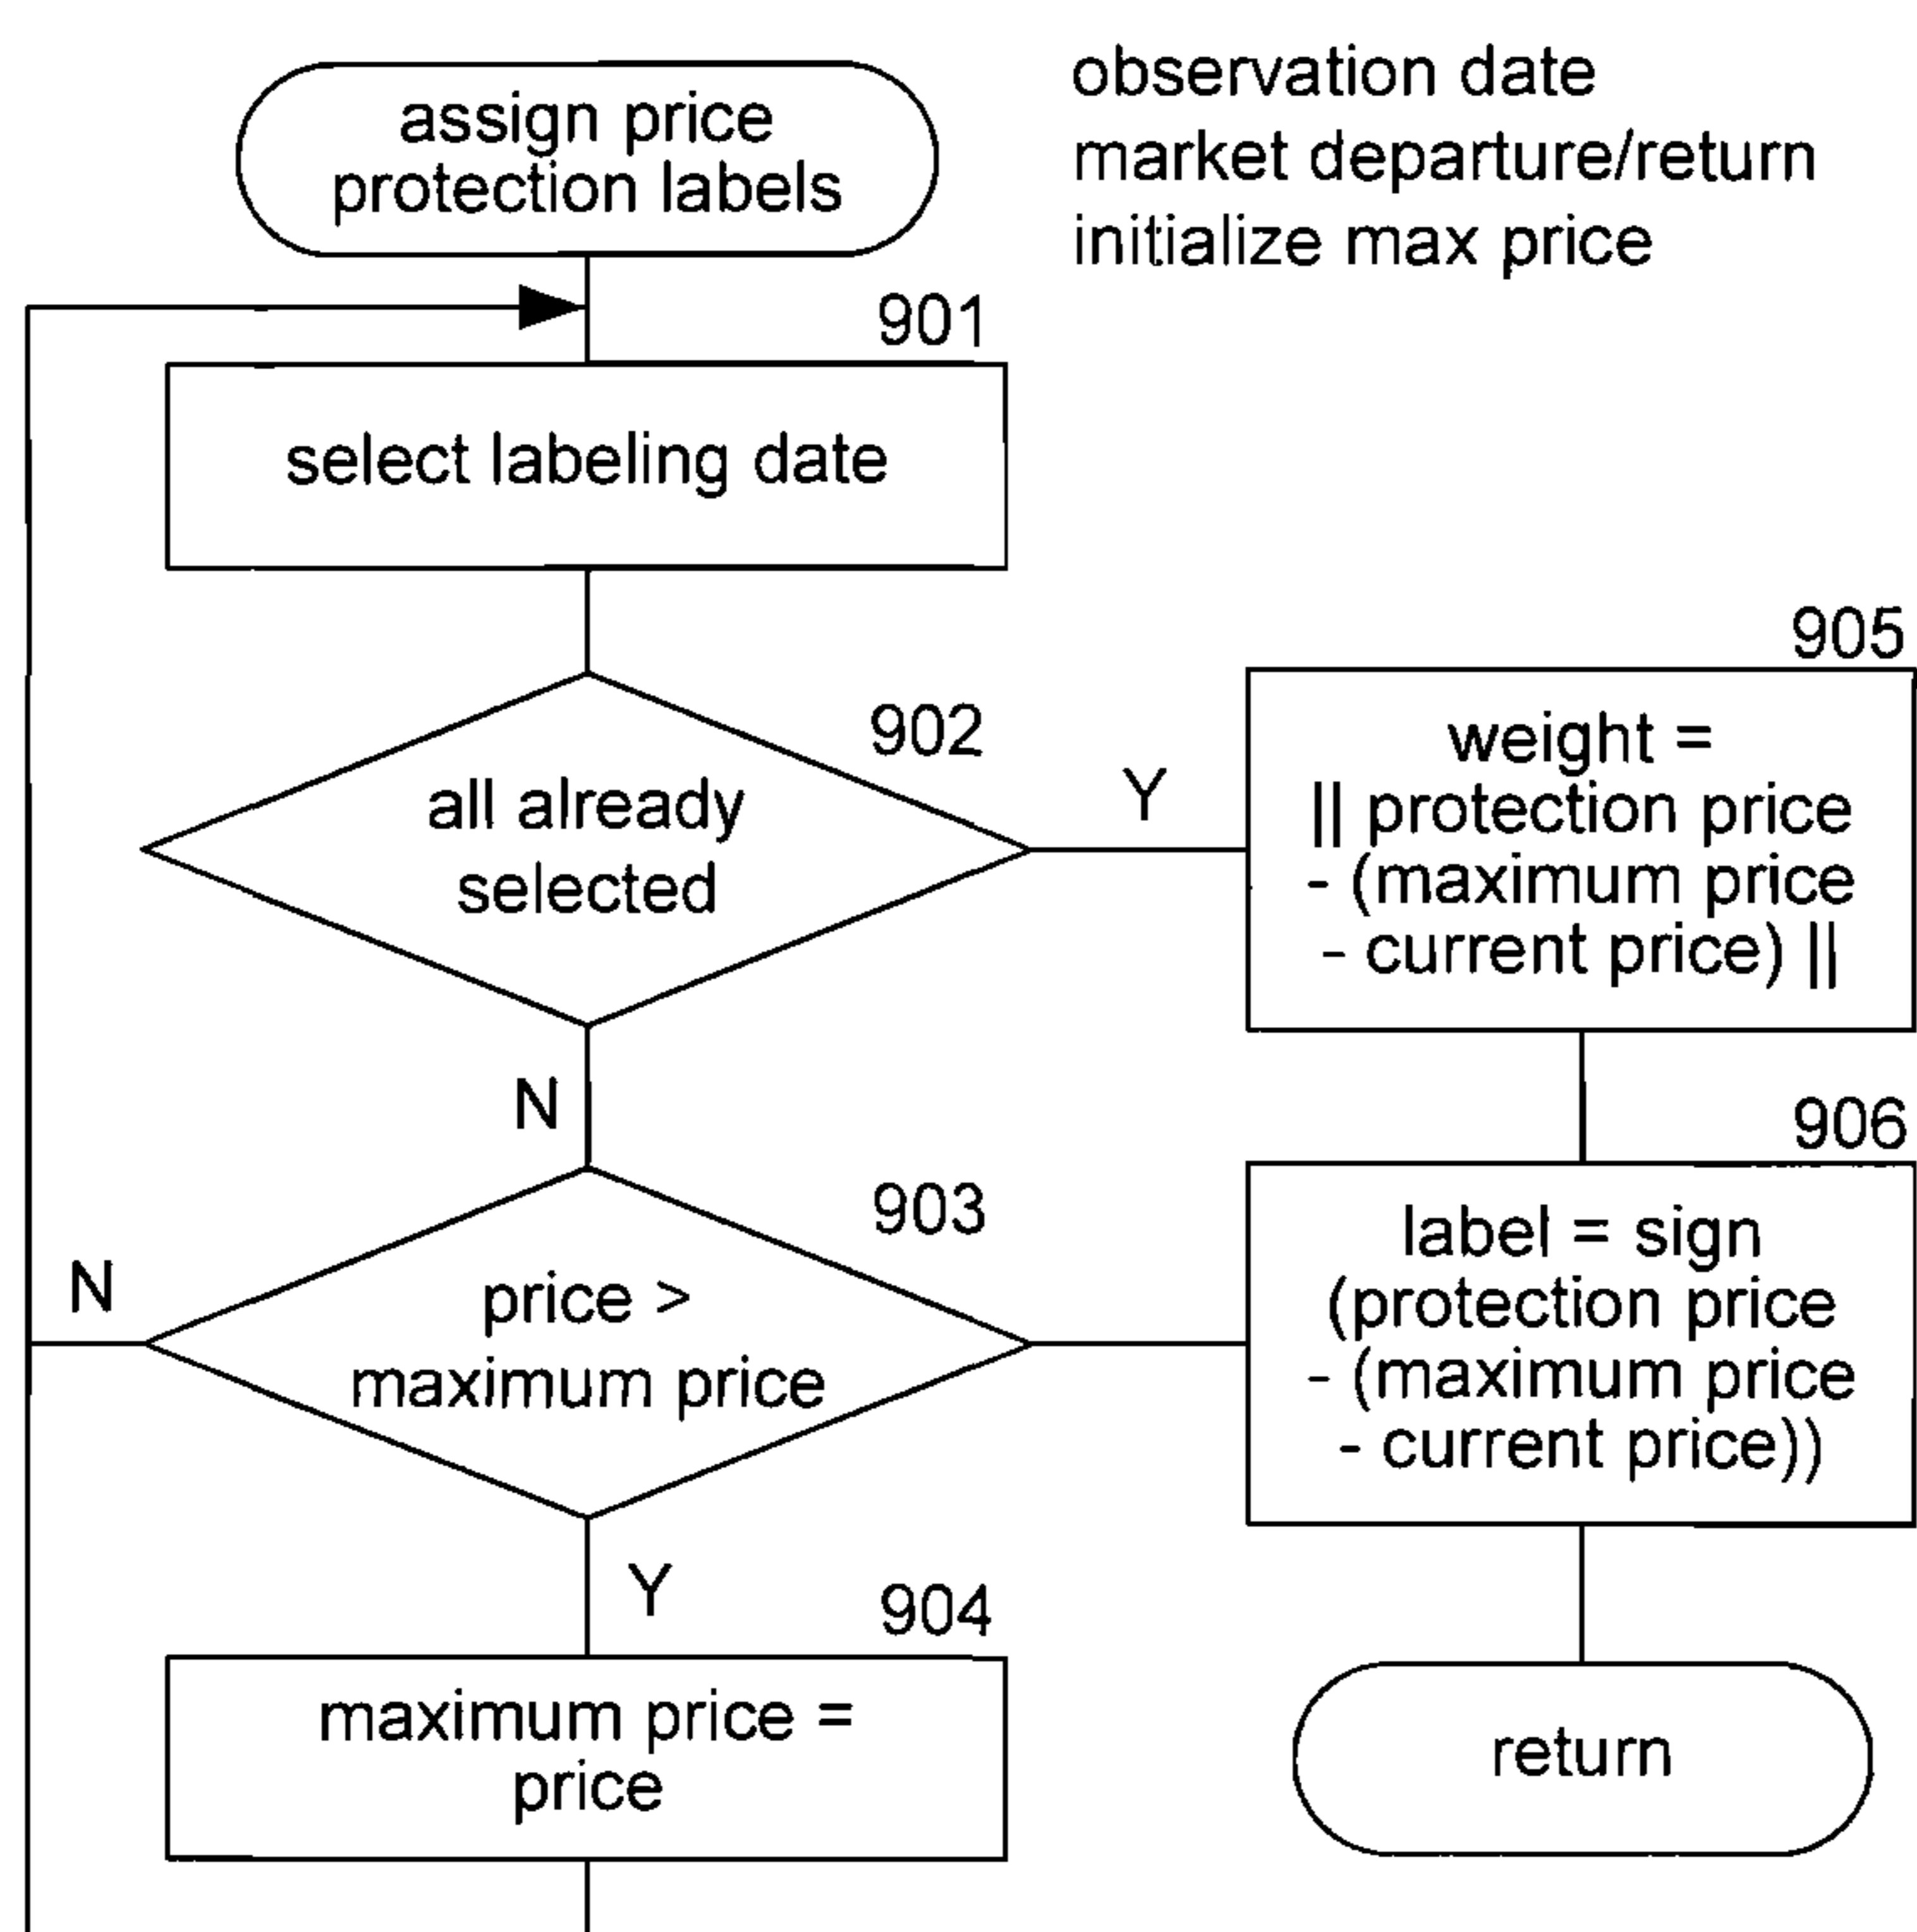 assign price
protection labels
observation date
market departure/return
initialize max price
901
select labeling date
902
all already
selected
Y
N
905
weight =
|| protection price
- (maximum price
- current price) ||
903
price >
maximum price
N
Y
906
label = sign
(protection price
- (maximum price
- current price))
904
maximum price =
price
return